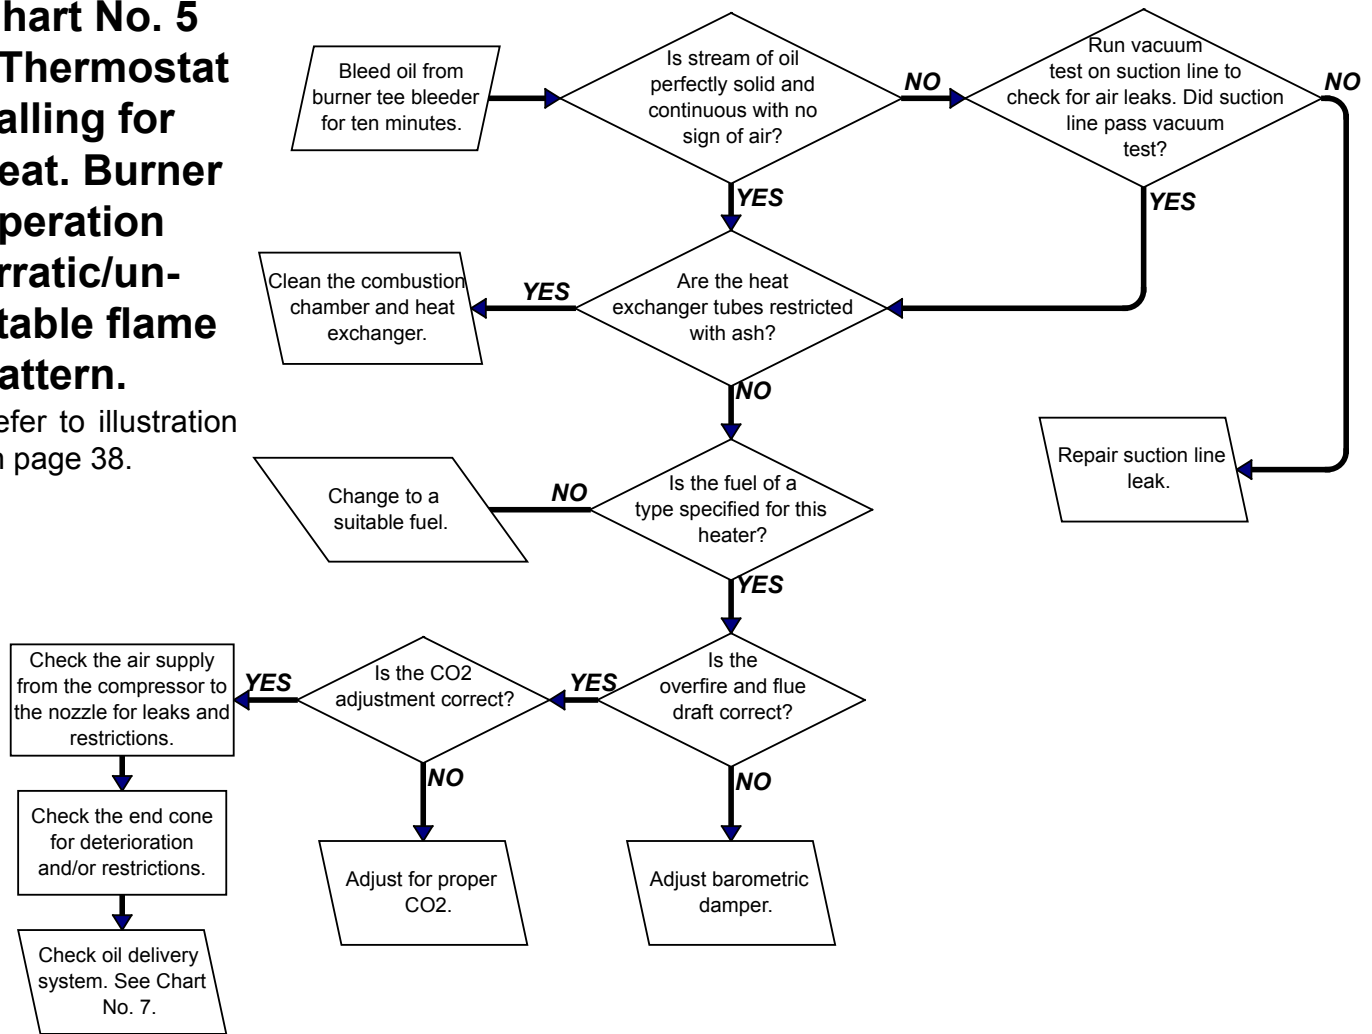 hart No. 5
Thermostat
alling for
eat. Burner
peration
rratic/un-
table flame
attern.
efer to illustration
n page 38.
Bleed oil from
burner tee bleeder
for ten minutes.
Is stream of oil
perfectly solid and
continuous with no
sign of air?
NO
YES
Run vacuum
test on suction line to
check for air leaks. Did suction
line pass vacuum
test?
NO
YES
Clean the combustion
chamber and heat
exchanger.
YES
Are the heat
exchanger tubes restricted
with ash?
NO
Repair suction line
leak.
Change to a
suitable fuel.
NO
Is the fuel of a
type specified for this
heater?
YES
Is the
overfire and flue
draft correct?
YES
NO
Is the CO2
adjustment correct?
YES
NO
Check the air supply
from the compressor to
the nozzle for leaks and
restrictions.
Check the end cone
for deterioration
and/or restrictions.
Check oil delivery
system. See Chart
No. 7.
Adjust for proper
CO2.
Adjust barometric
damper.